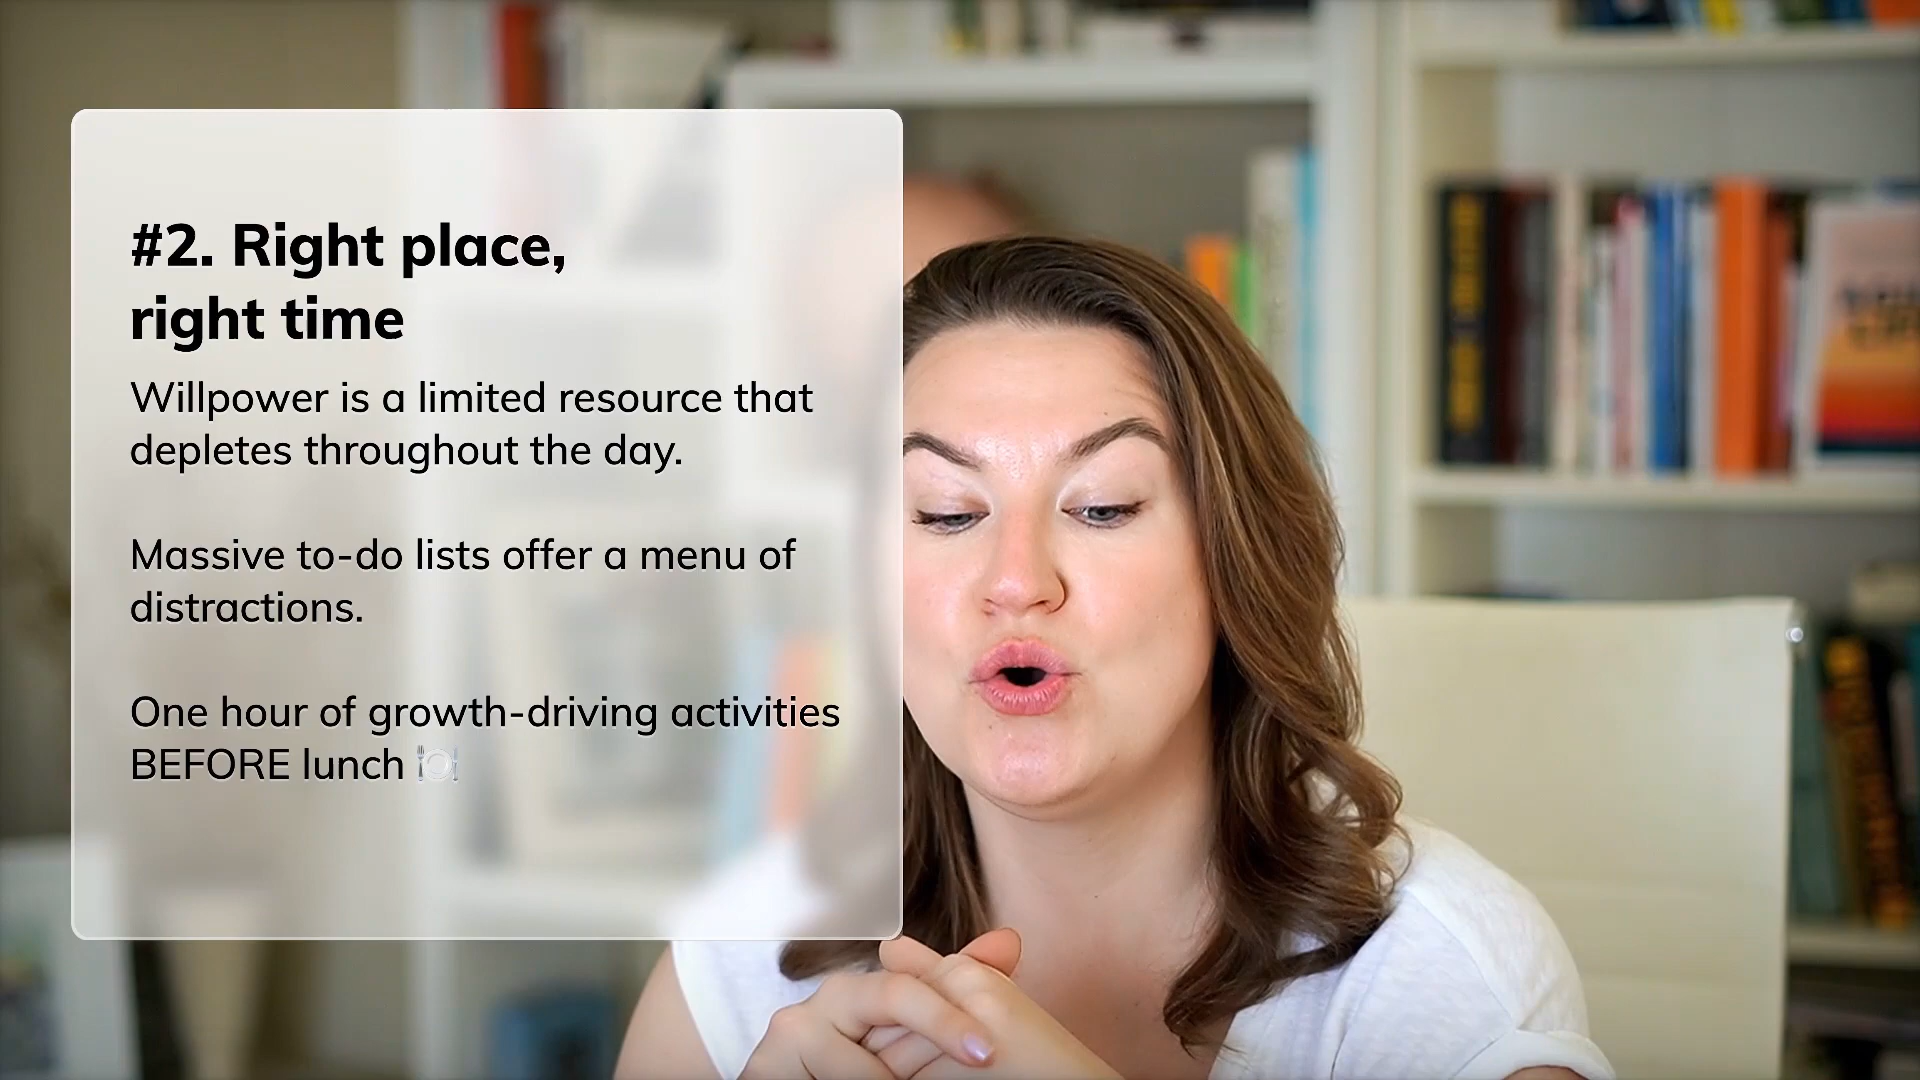 #2. Right place,
right time
Willpower is a limited resource that
depletes throughout the day.
Massive to-do lists offer a menu of
distractions.
One hour of growth-driving activities
BEFORE lunch 🍽️